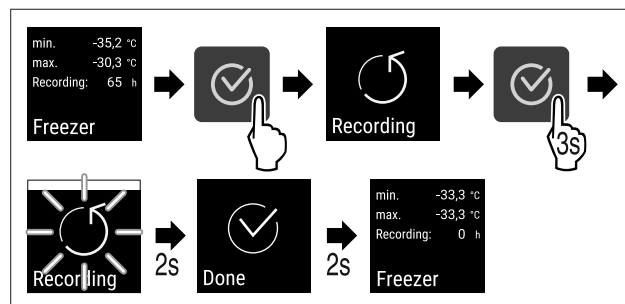 min. -35,2 °C
max. -30,3 °C
Recording: 65 h
Freezer
Recording
3s
Recording
2s
Done
2s
min. -33,3 °C
max. -33,3 °C
Recording: 0 h
Freezer